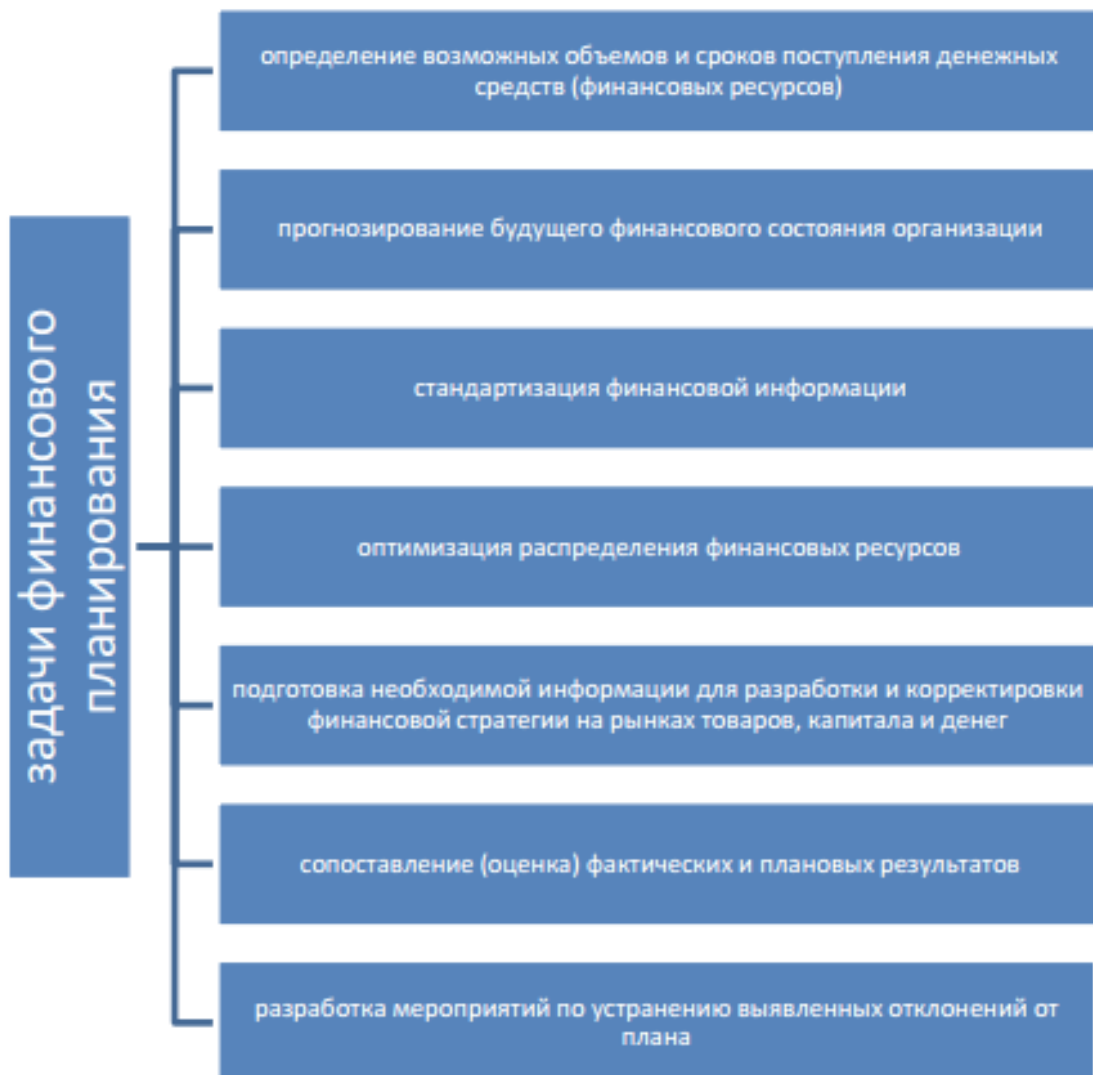 задачи финансового
планирования
определение возможных объемов и сроков поступления денежных
средств (финансовых ресурсов)
прогнозирование будущего финансового состояния организации
стандартизация финансовой информации
оптимизация распределения финансовых ресурсов
подготовка необходимой информации для разработки и корректировки
финансовой стратегии на рынках товаров, капитала и денег
сопоставление (оценка) фактических и плановых результатов
разработка мероприятий по устранению выявленных отклонений от
плана